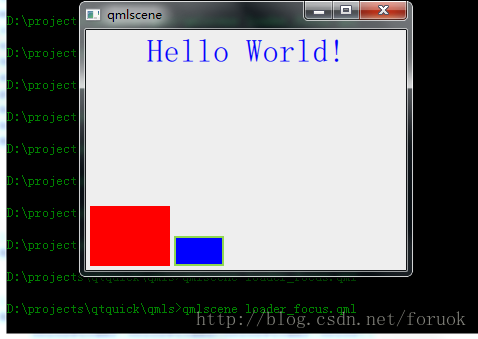 qmlscene
Hello World!
D:\project
D:\project
D:\project
D:\project
D:\project
D:\project
D:\project
D:\project
D:\projects\qtquick\qmls>qmlscene loader_focus.qml
D:\projects\qtquick\qmls>qmlscene loader_focus.qml
http://blog.csdn.net/foruok